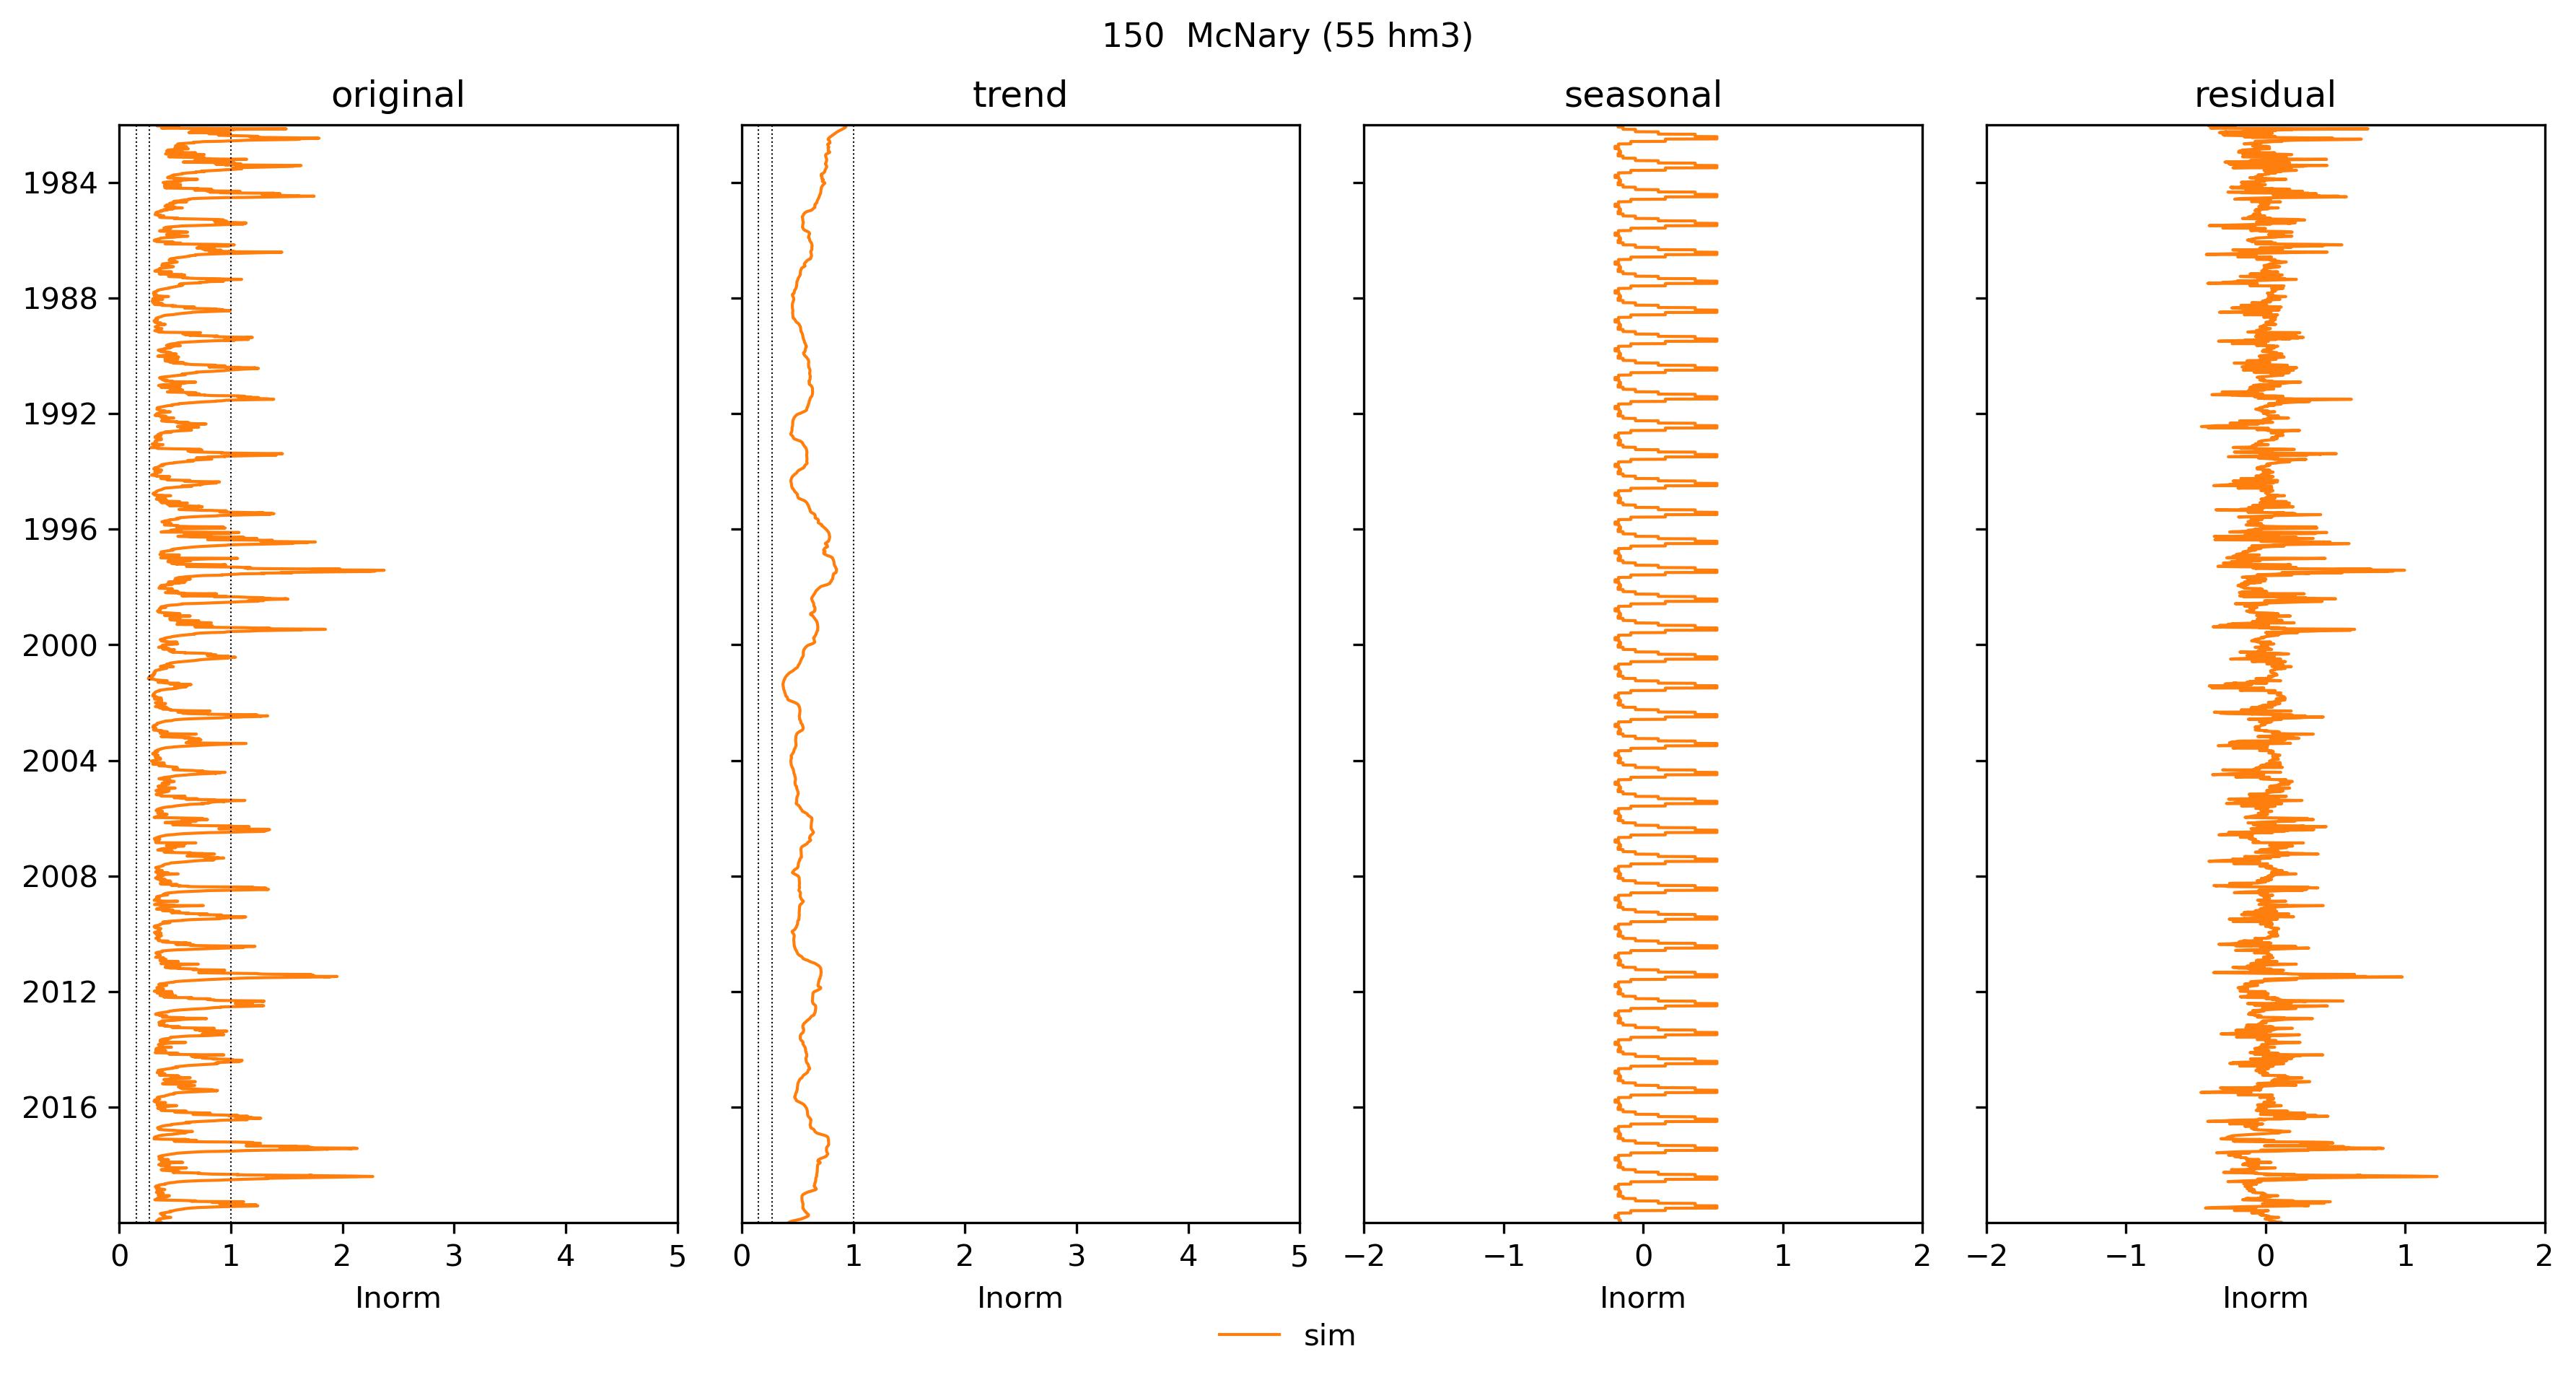 150  McNary (55 hm3)
original
trend
seasonal
residual
1984
1988
1992
1996
2000
2004
2008
2012
2016
0 1 2 3 4 5
0 1 2 3 4 5
−2 −1 0 1 2
−2 −1 0 1 2
Inorm
Inorm
Inorm
Inorm
sim